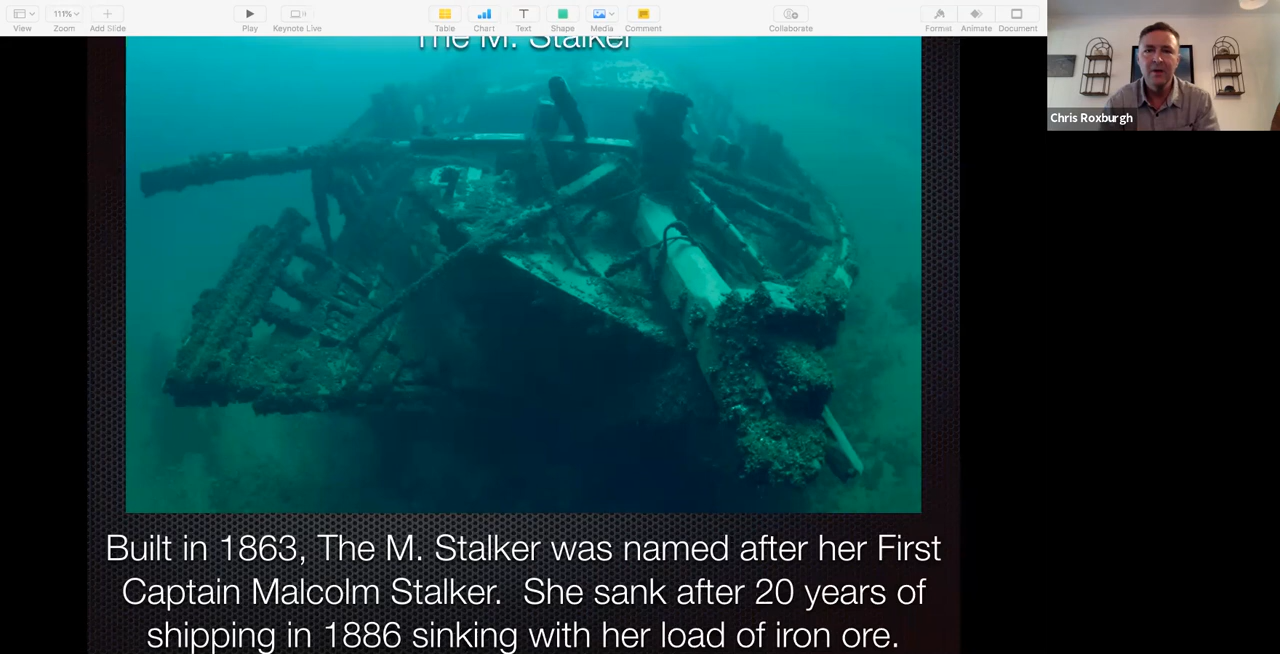 View
Zoom
Add Slide
Play
Keynote Live
Table
Chart
Text
Shape
Media
Comment
Collaborate
Format
Animate
Document
111%
Chris Roxburgh
The M. Stalker
Built in 1863, The M. Stalker was named after her First
Captain Malcolm Stalker.  She sank after 20 years of
shipping in 1886 sinking with her load of iron ore.